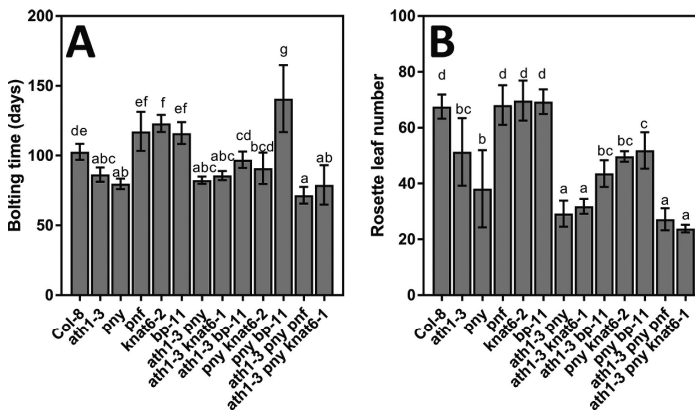 A
Bolting time (days)
200
150
100
50
0
de
abc
ab
ef
f
ef
abc
abc
cd
bcd
g
a
ab
Col-8
ath1-3
pny
pnf
knat6-2
bp-11
ath1-3 pny
ath1-3 knat6-1
ath1-3 bp-11
pny knat6-2
pny bp-11
ath1-3 pny pnf
ath1-3 pny knat6-1
B
Rosette leaf number
100
80
60
40
20
0
d
bc
b
d
d
d
a
a
bc
bc
c
a
a
Col-8
ath1-3
pny
pnf
knat6-2
bp-11
ath1-3 pny
ath1-3 knat6-1
ath1-3 bp-11
pny knat6-2
pny bp-11
ath1-3 pny pnf
ath1-3 pny knat6-1